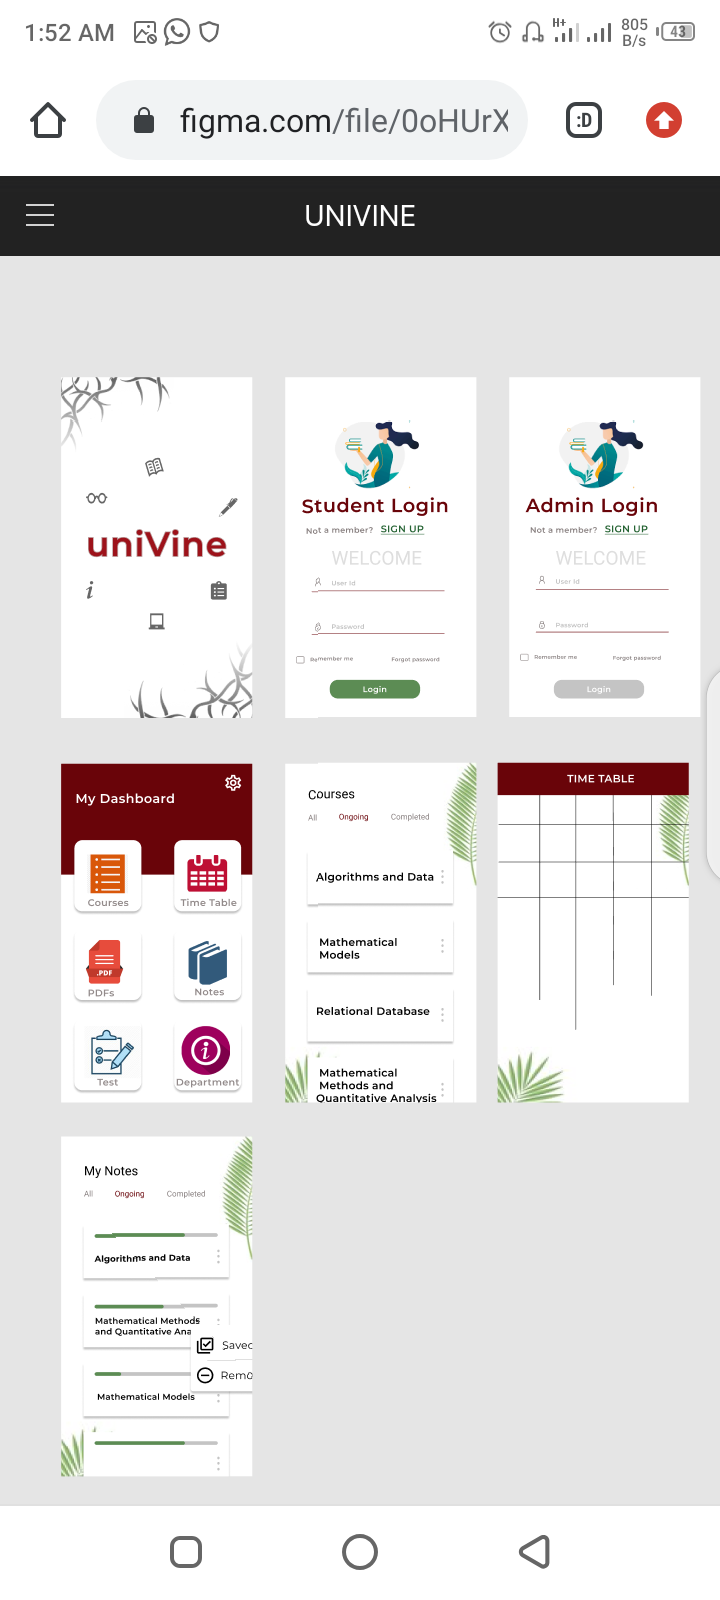 1:52 AM
H+
805
B/s
43
figma.com/file/0oHUrX
:D
UNIVINE
uniVine
i
Student Login
Not a member? SIGN UP
WELCOME
User Id
Password
Remember me Forgot password
Login
Admin Login
Not a member? SIGN UP
WELCOME
User Id
Password
Remember me Forgot password
Login
My Dashboard
Courses
Time Table
.PDF
PDFs
Notes
Test
i
Department
Courses
All Ongoing Completed
Algorithms and Data
Mathematical
Models
Relational Database
Mathematical
Methods and
Quantitative Analysis
TIME TABLE
My Notes
All Ongoing Completed
Algorithms and Data
Mathematical Methods
and Quantitative Ana
Saved
Remo
Mathematical Models